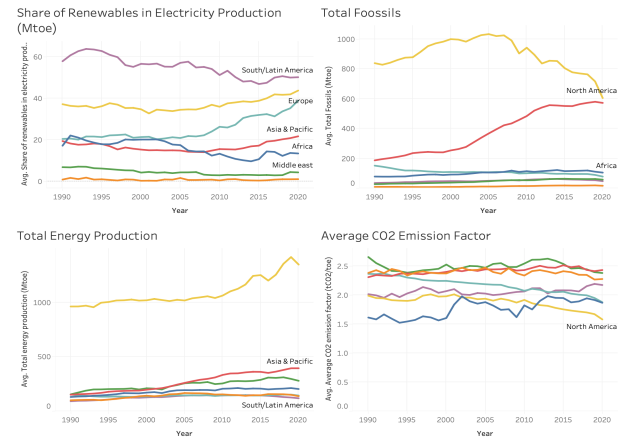 Share of Renewables in Electricity Production
(Mtoe)
Avg. Share of renewables in electricity prod..
60
40
20
0
South/Latin America
Europe
Asia & Pacific
Africa
Middle east
1990 1995 2000 2005 2010 2015 2020
Year
Total Foossils
Avg. Total Fossils (Mtoe)
1000
800
600
400
200
0
North America
Africa
1990 1995 2000 2005 2010 2015 2020
Year
Total Energy Production
Avg. Total energy production (Mtoe)
1000
500
0
Asia & Pacific
South/Latin America
1990 1995 2000 2005 2010 2015 2020
Year
Average CO2 Emission Factor
Avg. Average CO2 emission factor (tCO2/toe)
2.5
2.0
1.5
1.0
0.5
0.0
North America
1990 1995 2000 2005 2010 2015 2020
Year